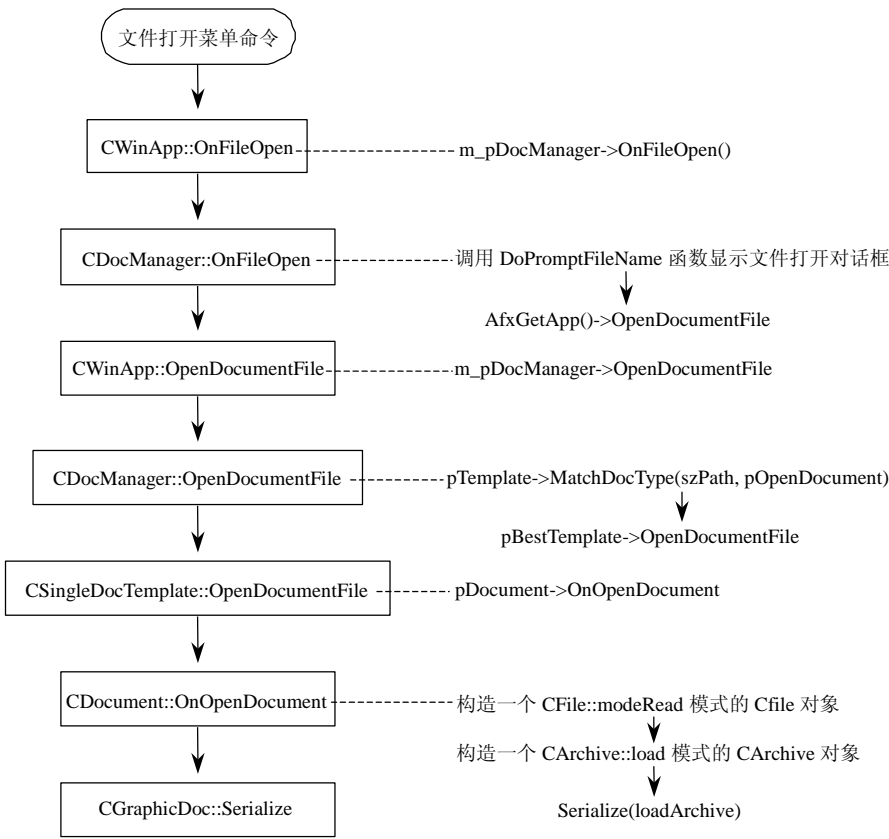 文件打开菜单命令
CWinApp::OnFileOpen
m_pDocManager->OnFileOpen()
CDocManager::OnFileOpen
调用 DoPromptFileName 函数显示文件打开对话框
AfxGetApp()->OpenDocumentFile
CWinApp::OpenDocumentFile
m_pDocManager->OpenDocumentFile
CDocManager::OpenDocumentFile
pTemplate->MatchDocType(szPath, pOpenDocument)
pBestTemplate->OpenDocumentFile
CSingleDocTemplate::OpenDocumentFile
pDocument->OnOpenDocument
CDocument::OnOpenDocument
构造一个 CFile::modeRead 模式的 Cfile 对象
构造一个 CArchive::load 模式的 CArchive 对象
CGraphicDoc::Serialize
Serialize(loadArchive)